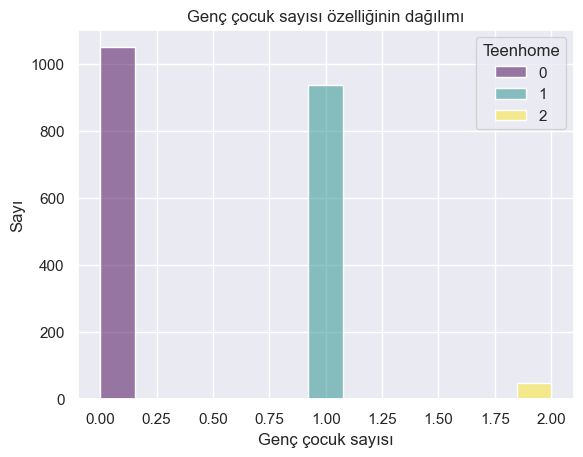 Genç çocuk sayısı özelliğinin dağılımı
Teenhome
0
1
2
Sayı
1000
800
600
400
200
0
0.00 0.25 0.50 0.75 1.00 1.25 1.50 1.75 2.00
Genç çocuk sayısı